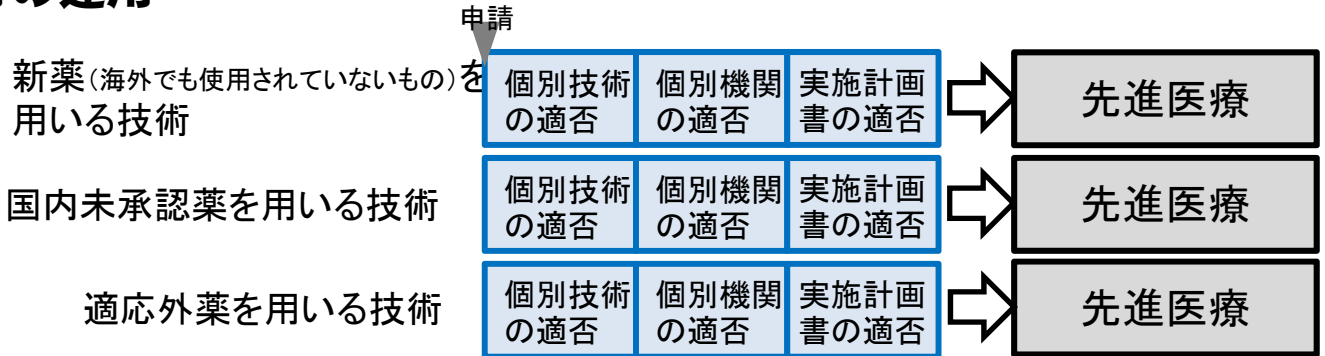 の運用
申請
新薬（海外でも使用されていないもの）を
用いる技術
個別技術
の適否
個別機関
の適否
実施計画
書の適否
先進医療
国内未承認薬を用いる技術
個別技術
の適否
個別機関
の適否
実施計画
書の適否
先進医療
適応外薬を用いる技術
個別技術
の適否
個別機関
の適否
実施計画
書の適否
先進医療